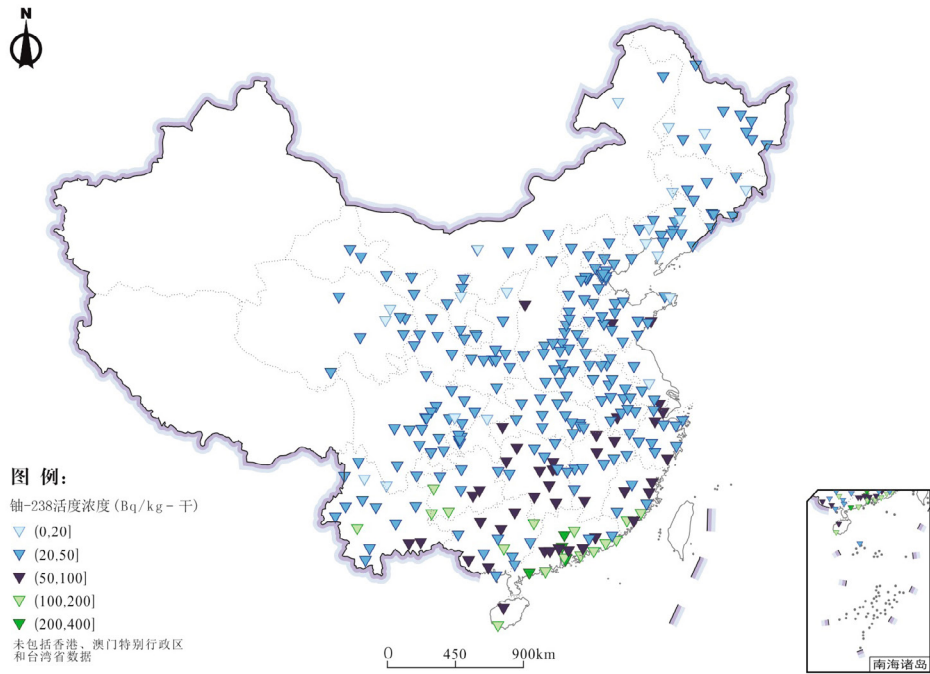 N
图 例：
铀-238活度浓度(Bq/kg-干)
(0,20]
(20,50]
(50,100]
(100,200]
(200,400]
未包括香港、澳门特别行政区
和台湾省数据
0 450 900km
南海诸岛